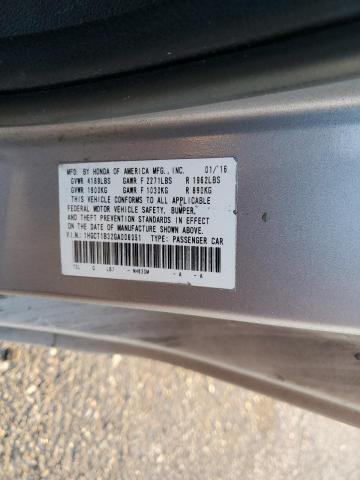 MFD. BY HONDA OF AMERICA MFG., INC. 01/'16
GVWR 4188LBS GAWR F 2271LBS R 1962LBS
GVWR 1900KG GAWR F 1030KG R 890KG
THIS VEHICLE CONFORMS TO ALL APPLICABLE
FEDERAL MOTOR VEHICLE SAFETY, BUMPER,
AND THEFT PREVENTION STANDARDS IN EFFECT
ON THE DATE OF MANUFACTURE SHOWN ABOVE.
V.I.N.: 1HGCT1B32GA006051 TYPE: PASSENGER CAR
- A - A